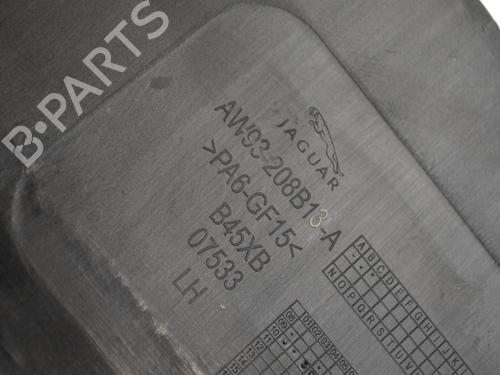 B-PARTS
JAGUAR
AW93-208B13-A
>PA6-GF15<
B45XB
07533
LH
A B C D E F G H
N O P Q R S T U